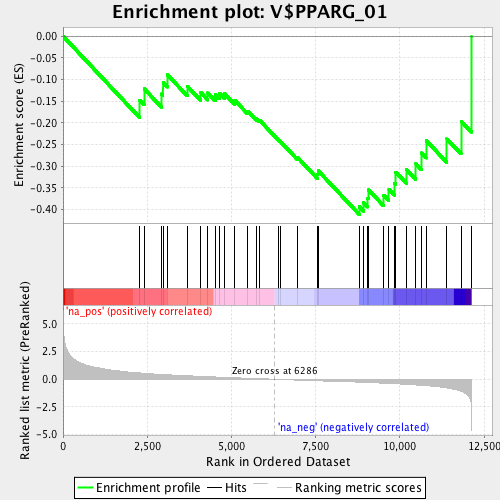 Enrichment plot: V$PPARG_01
Enrichment score (ES)
0.00
-0.05
-0.10
-0.15
-0.20
-0.25
-0.30
-0.35
-0.40
'na_pos' (positively correlated)
Ranked list metric (PreRanked)
5.0
2.5
0.0
-2.5
-5.0
Zero cross at 6286
'na_neg' (negatively correlated)
0 2,500 5,000 7,500 10,000 12,500
Rank in Ordered Dataset
Enrichment profile Hits Ranking metric scores